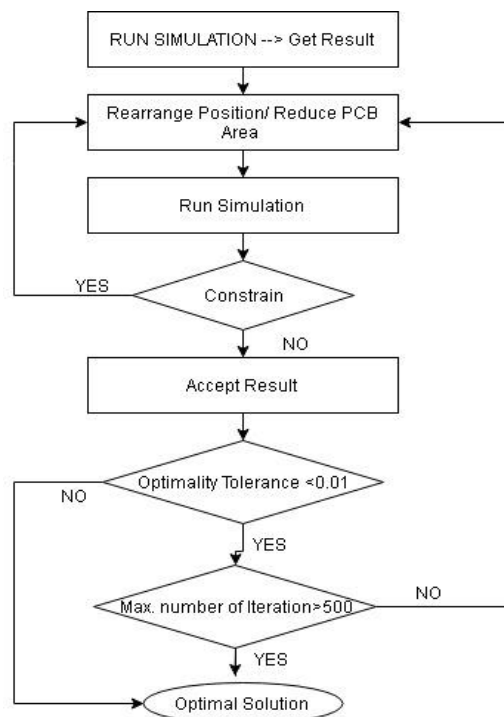 RUN SIMULATION --> Get Result
Rearrange Position/ Reduce PCB
Area
Run Simulation
YES
Constrain
NO
Accept Result
Optimality Tolerance <0.01
NO
YES
Max. number of Iteration>500
NO
YES
Optimal Solution